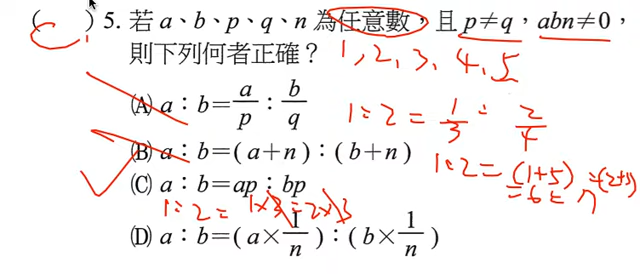 ( C )5. 若 a、b、p、q、n 為任意數，且 p≠q，abn≠0，
則下列何者正確？ 1, 2, 3, 4, 5
(A) a：b=a/p：b/q 1:2 = 1/3 : 2/4
(B) a：b=(a+n)：(b+n) 1:2 = (1+5) : (2+5)
(C) a：b=ap：bp = 6 : 7
1:2 = 1×3 : 2×3
(D) a：b=(a×1/n)：(b×1/n)